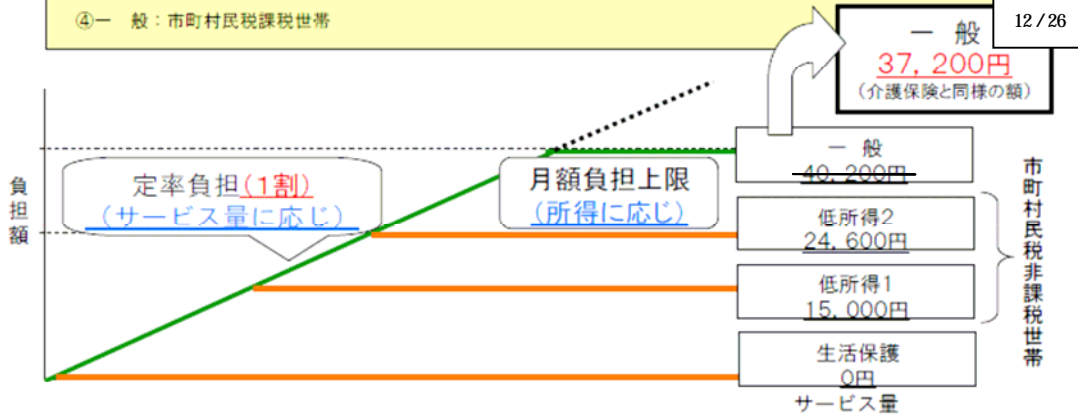 ④一　般：市町村民税課税世帯
12/26
一　般
37，200円
（介護保険と同様の額）
一　般
40，200円
定率負担（1割）
（サービス量に応じ）
月額負担上限
（所得に応じ）
負担額
低所得2
24，600円
低所得1
15，000円
生活保護
0円
市町村民税非課税世帯
サービス量